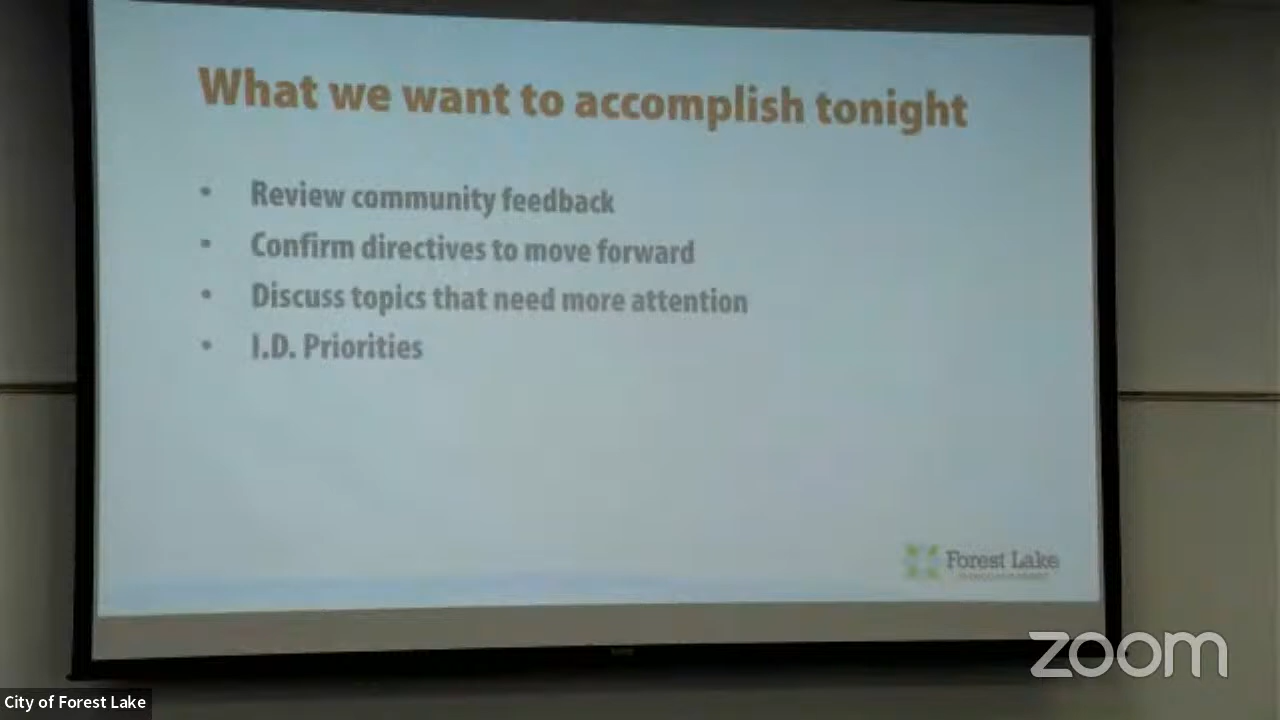 What we want to accomplish tonight
• Review community feedback
• Confirm directives to move forward
• Discuss topics that need more attention
• I.D. Priorities
Forest Lake
zoom
City of Forest Lake